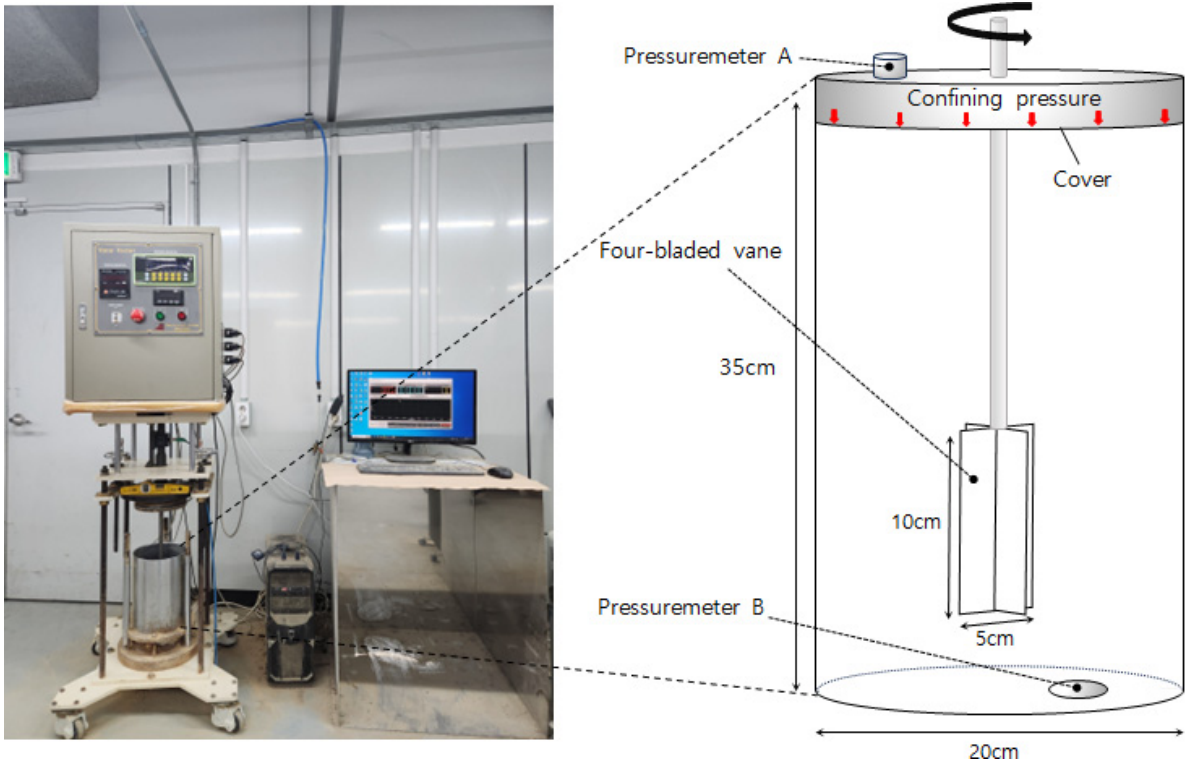 Pressuremeter A
Confining pressure
Cover
Four-bladed vane
35cm
10cm
Pressuremeter B
5cm
20cm